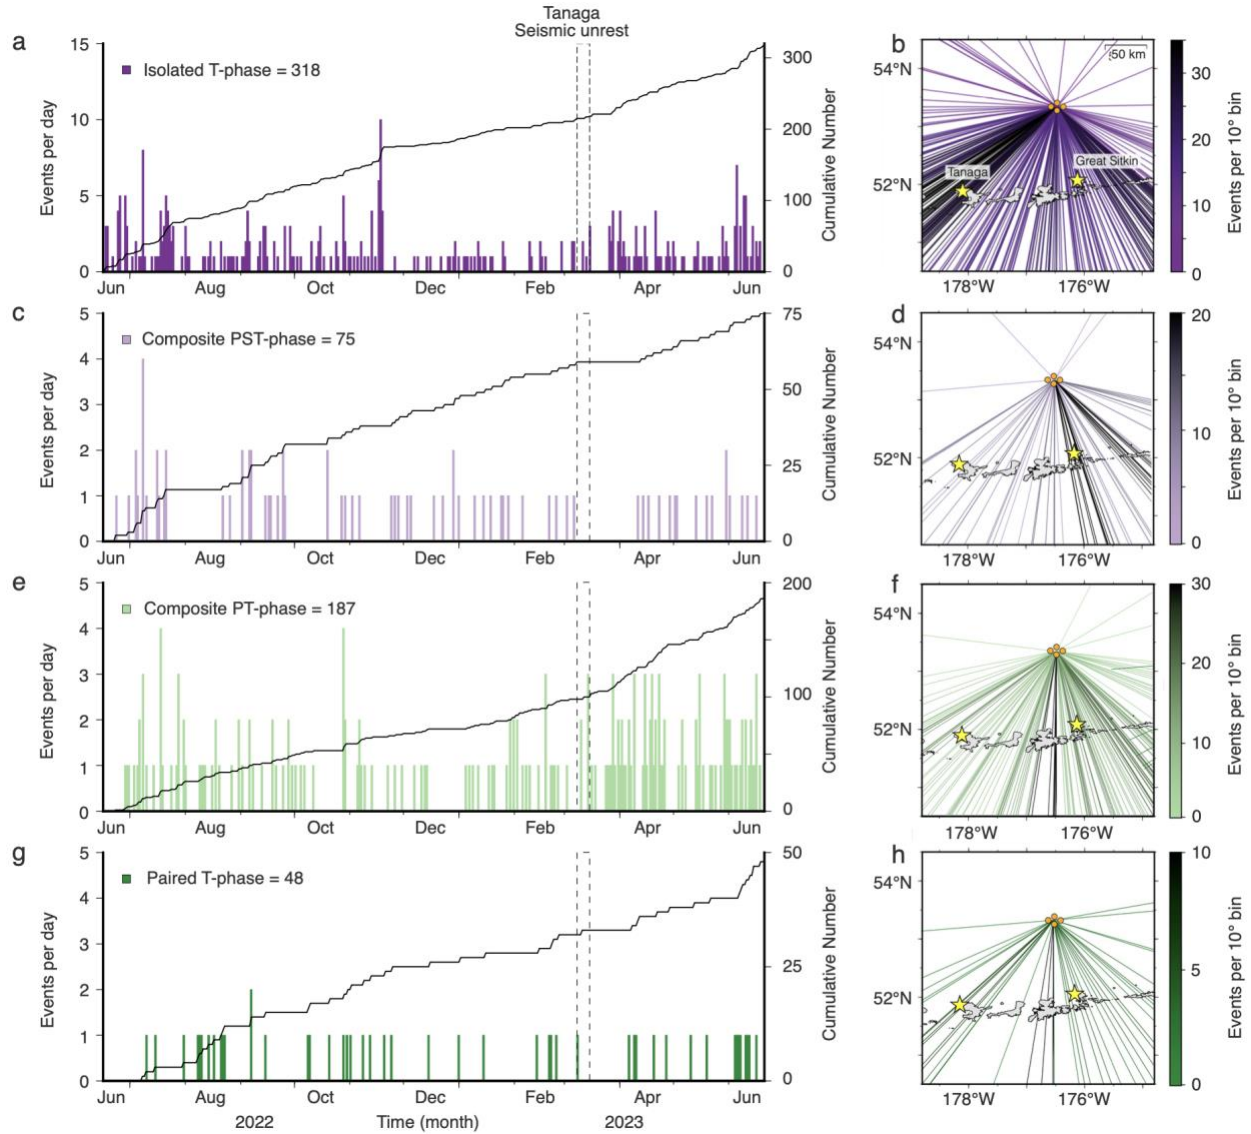 Tanaga
Seismic unrest
a
15
10
5
0
Events per day
Isolated T-phase = 318
300
200
100
0
Cumulative Number
Jun Aug Oct Dec Feb Apr Jun
b
50 km
54°N
52°N
Tanaga
Great Sitkin
178°W 176°W
30
20
10
0
Events per 10° bin
c
5
4
3
2
1
0
Events per day
Composite PST-phase = 75
75
50
25
0
Cumulative Number
Jun Aug Oct Dec Feb Apr Jun
d
54°N
52°N
178°W 176°W
20
10
0
Events per 10° bin
e
5
4
3
2
1
0
Events per day
Composite PT-phase = 187
200
100
0
Cumulative Number
Jun Aug Oct Dec Feb Apr Jun
f
54°N
52°N
178°W 176°W
30
20
10
0
Events per 10° bin
g
5
4
3
2
1
0
Events per day
Paired T-phase = 48
50
25
0
Cumulative Number
Jun Aug Oct Dec Feb Apr Jun
2022 Time (month) 2023
h
54°N
52°N
178°W 176°W
10
5
0
Events per 10° bin